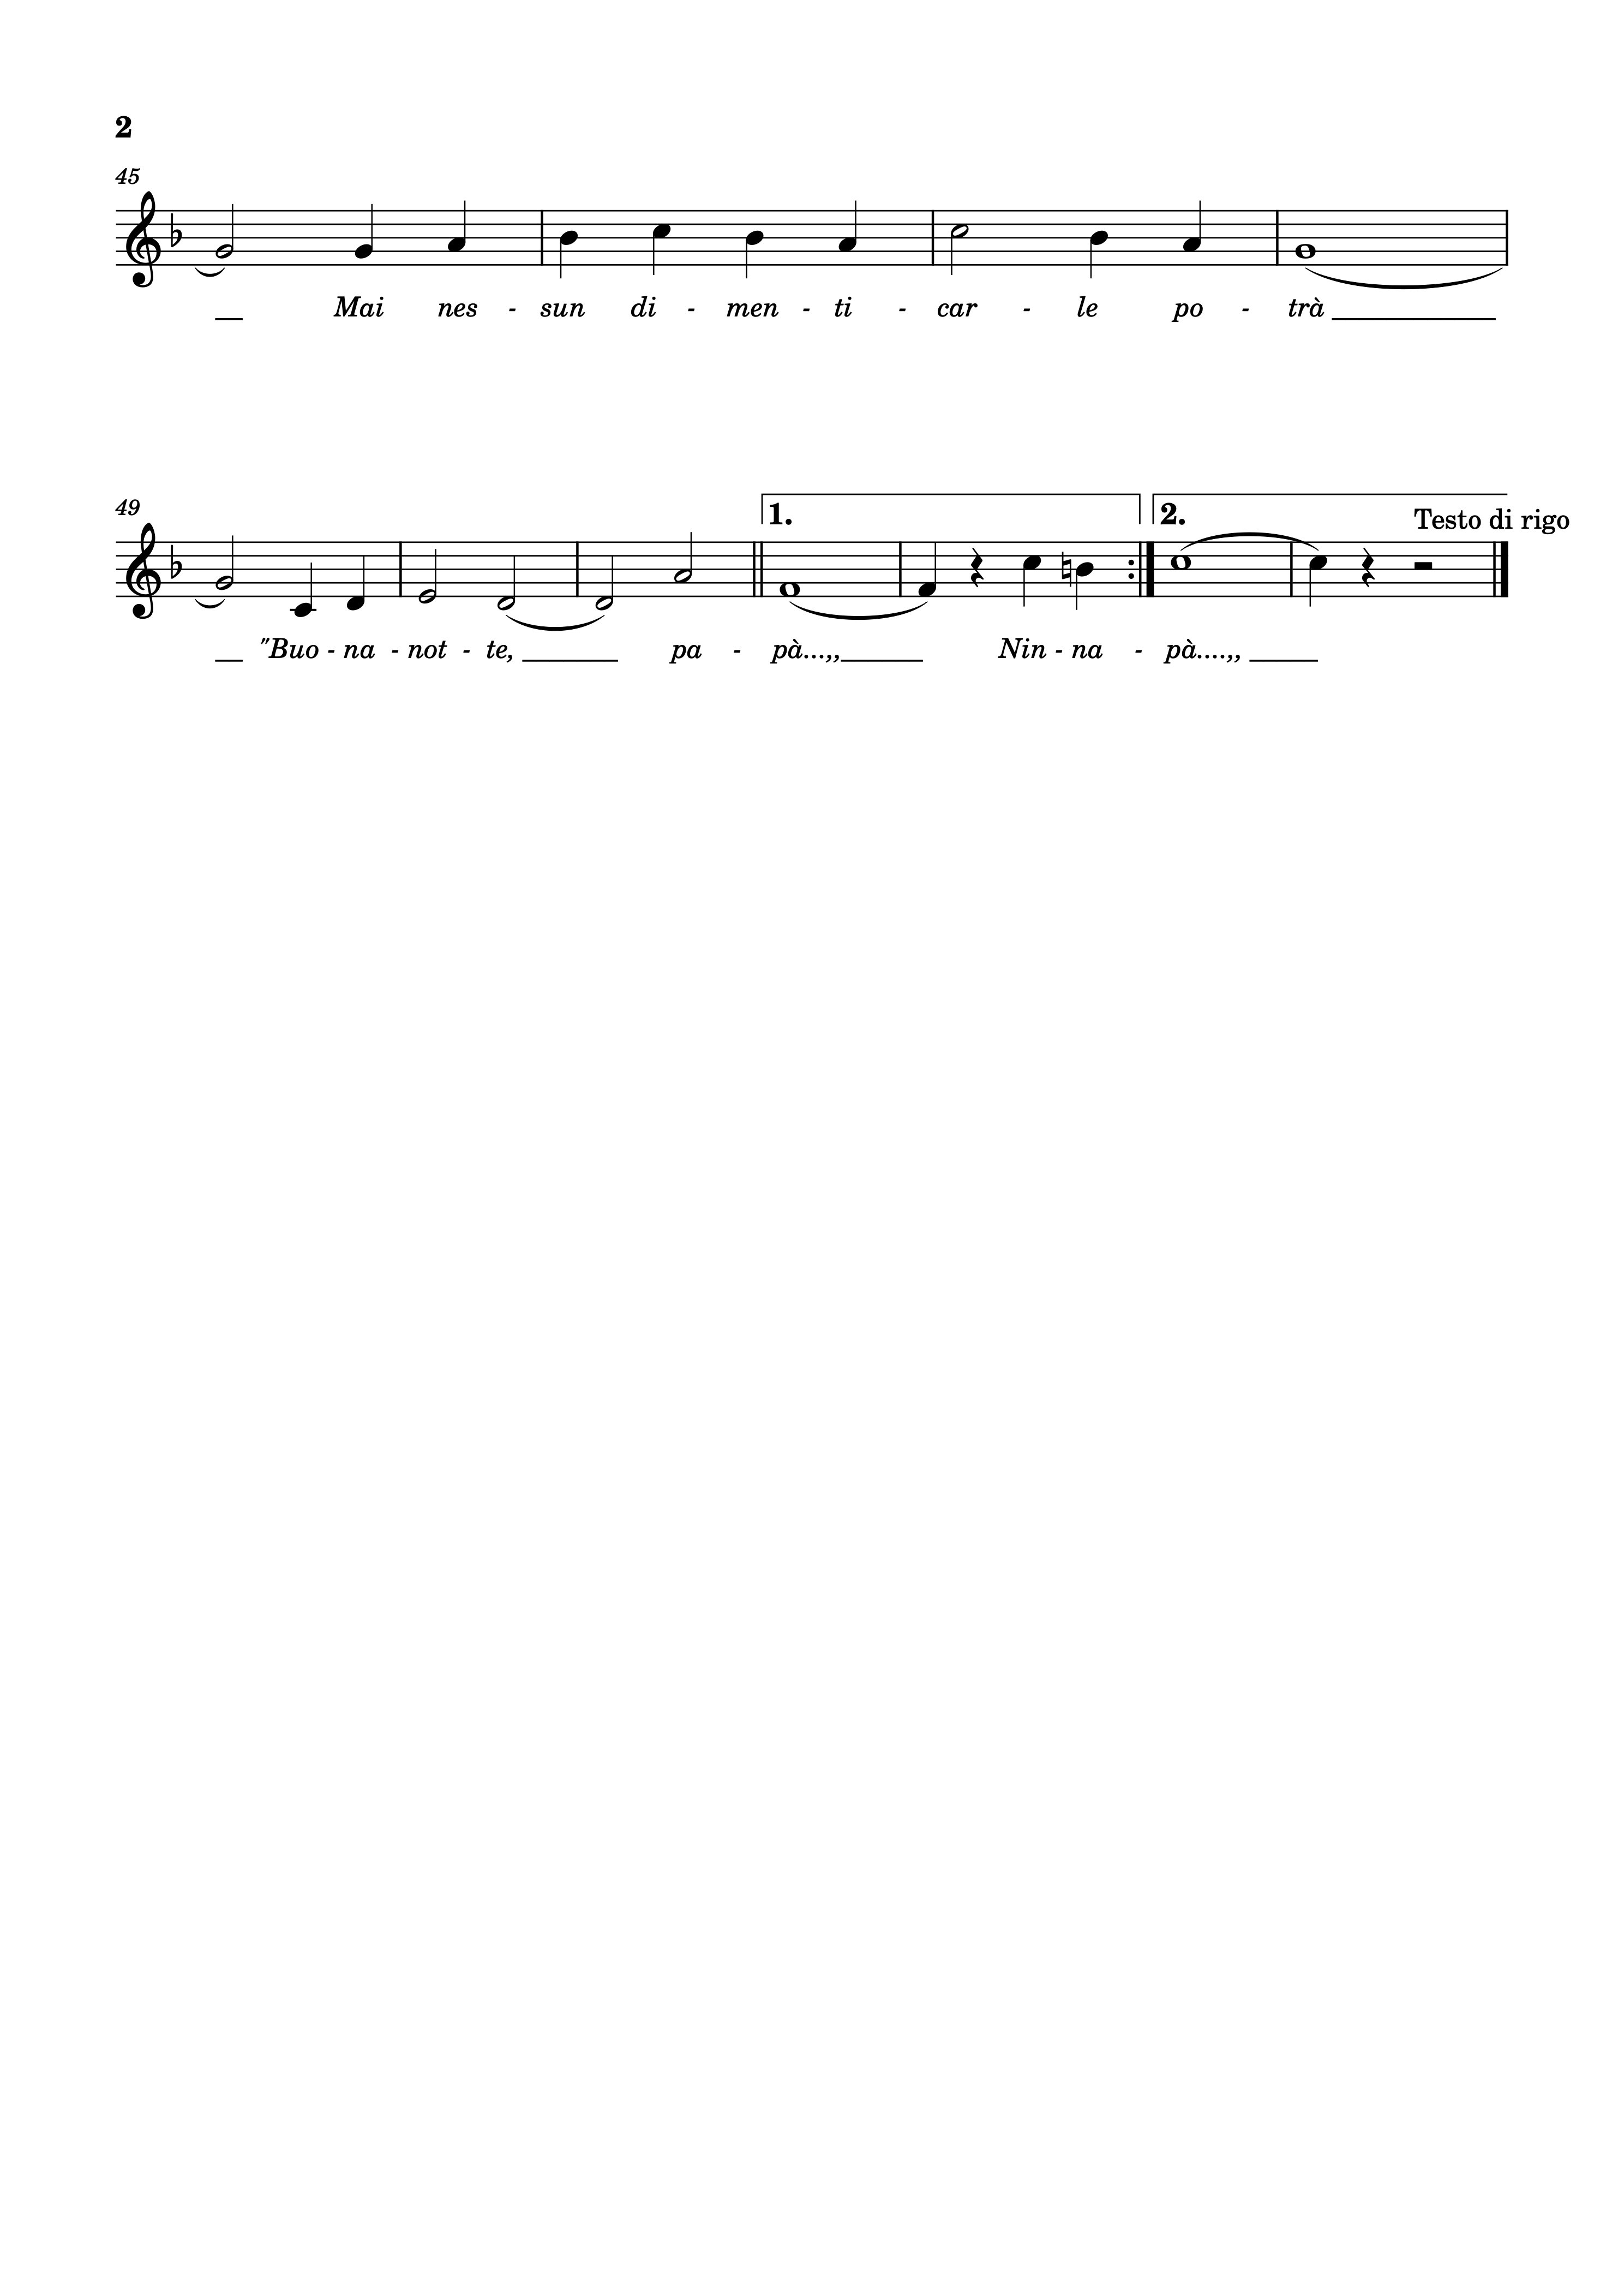 2
45
Mai nes - sun di - men - ti - car - le po - trà
49
1. 2. Testo di rigo
"Buo - na - not - te, pa - pà...,, Nin - na - pà....,,